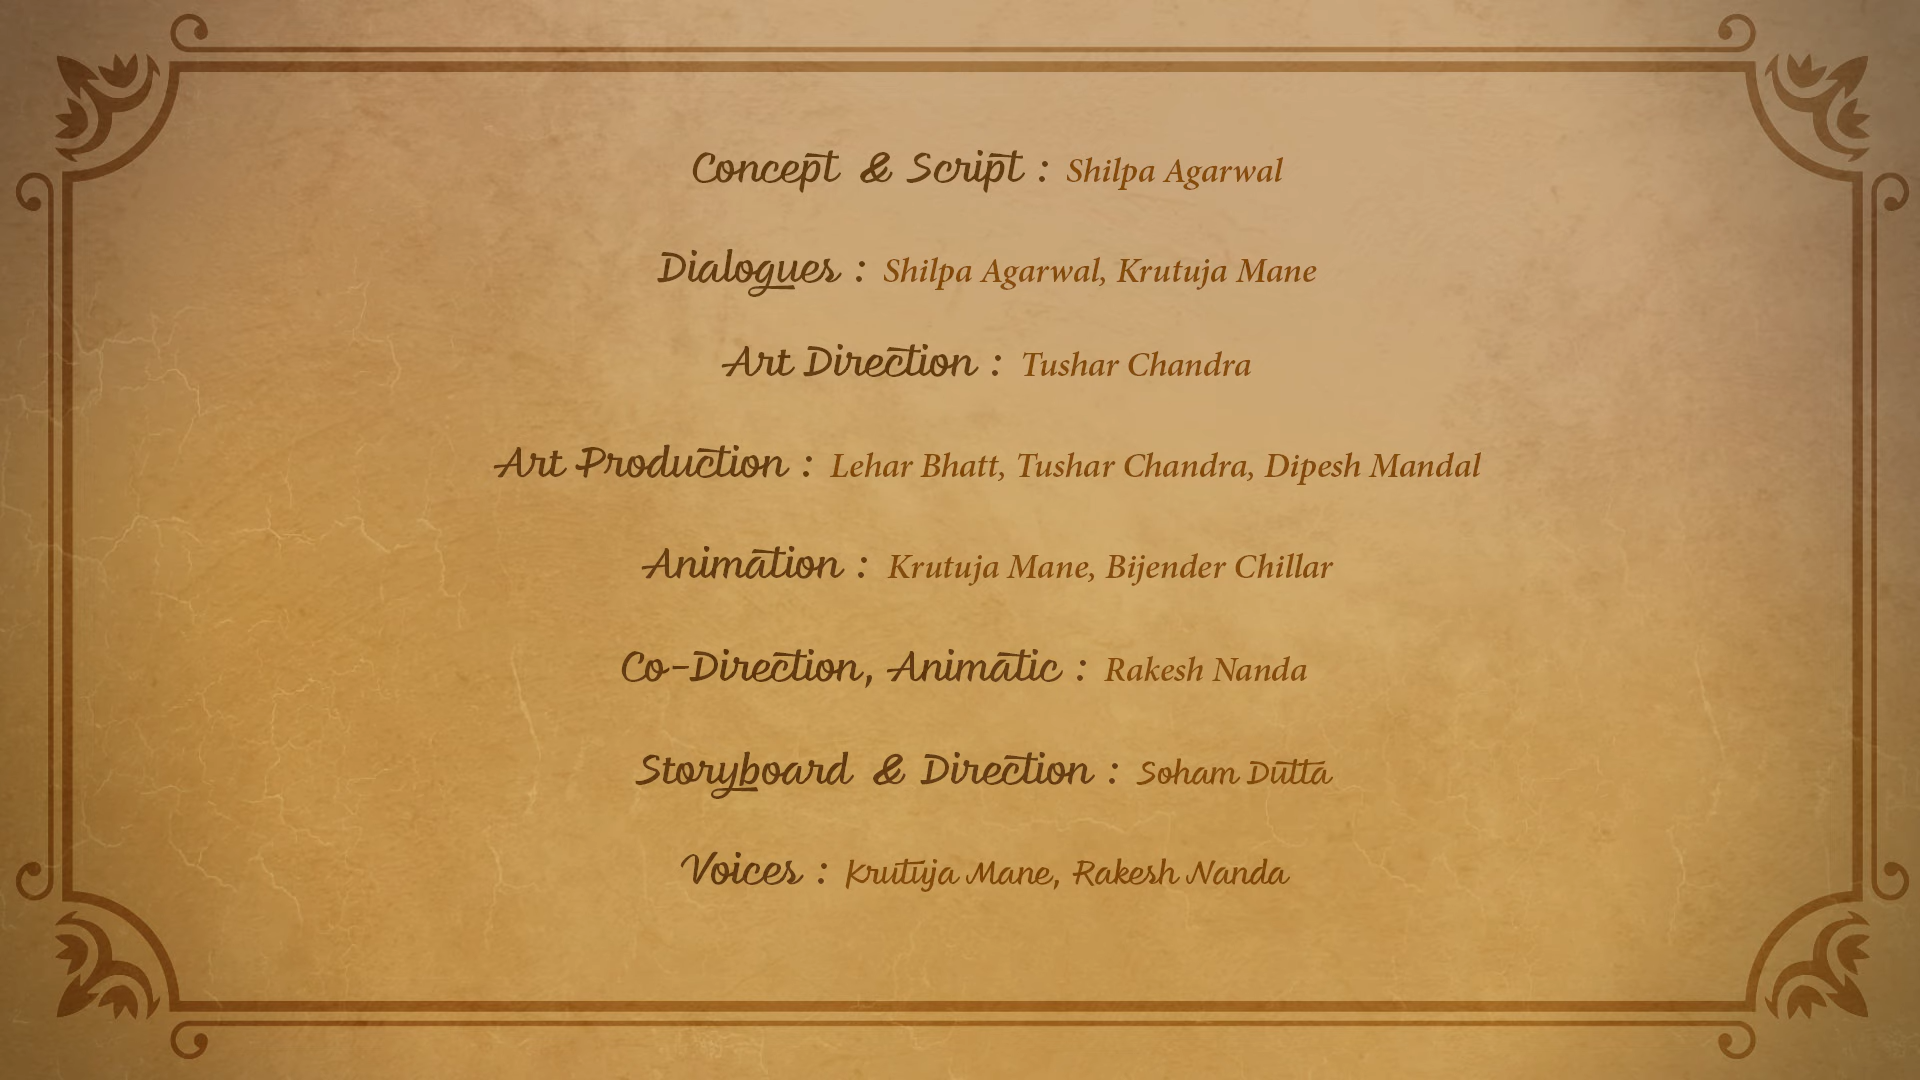 Concept & Script : Shilpa Agarwal
Dialogues : Shilpa Agarwal, Krutuja Mane
Art Direction : Tushar Chandra
Art Production : Lehar Bhatt, Tushar Chandra, Dipesh Mandal
Animation : Krutuja Mane, Bijender Chillar
Co-Direction, Animatic : Rakesh Nanda
Storyboard & Direction : Soham Dutta
Voices : Krutuja Mane, Rakesh Nanda